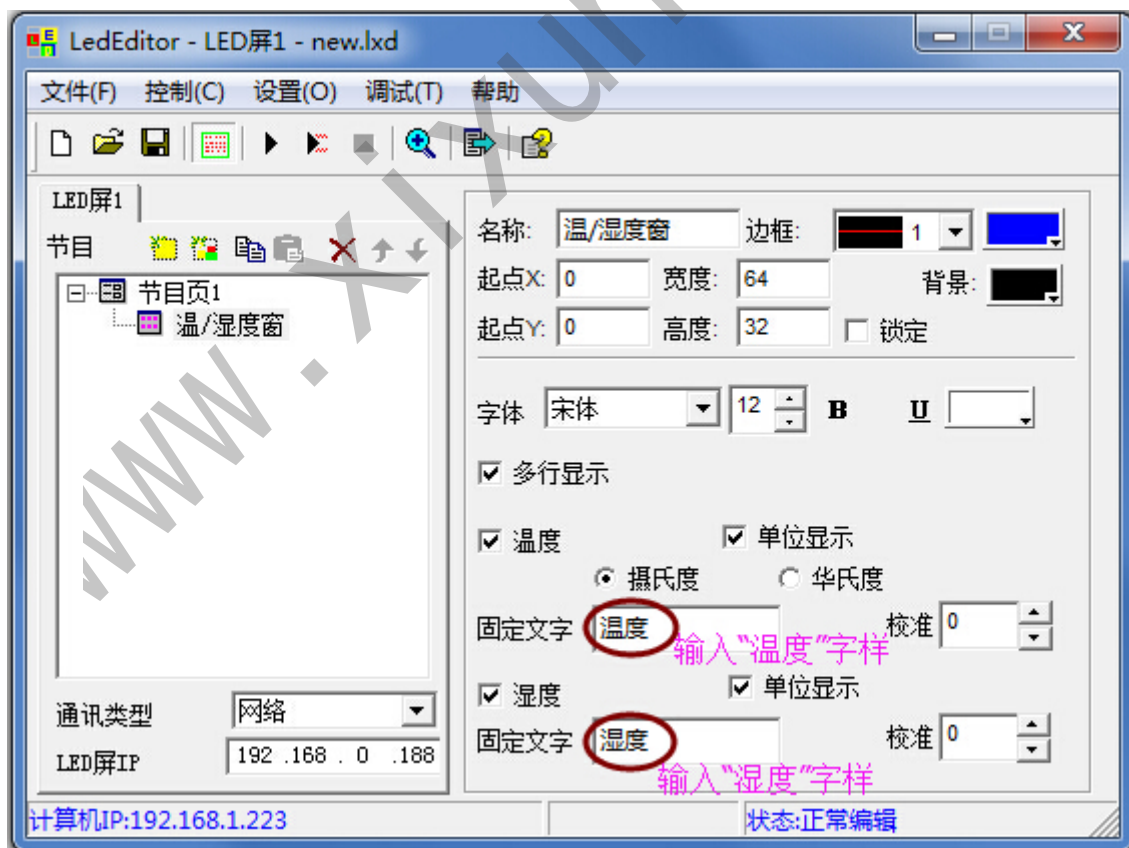 LedEditor - LED屏1 - new.lxd
文件(F) 控制(C) 设置(O) 调试(T) 帮助
LED屏1
节目
节目页1
温/湿度窗
通讯类型 网络
LED屏IP 192 .168 . 0 .188
名称: 温/湿度窗 边框: 1
起点X: 0 宽度: 64 背景:
起点Y: 0 高度: 32 锁定
字体 宋体 12 B U
多行显示
温度 单位显示
摄氏度 华氏度
固定文字 温度 校准 0
输入“温度”字样
湿度 单位显示
固定文字 湿度 校准 0
输入“湿度”字样
计算机IP:192.168.1.223 状态:正常编辑
www.xixun